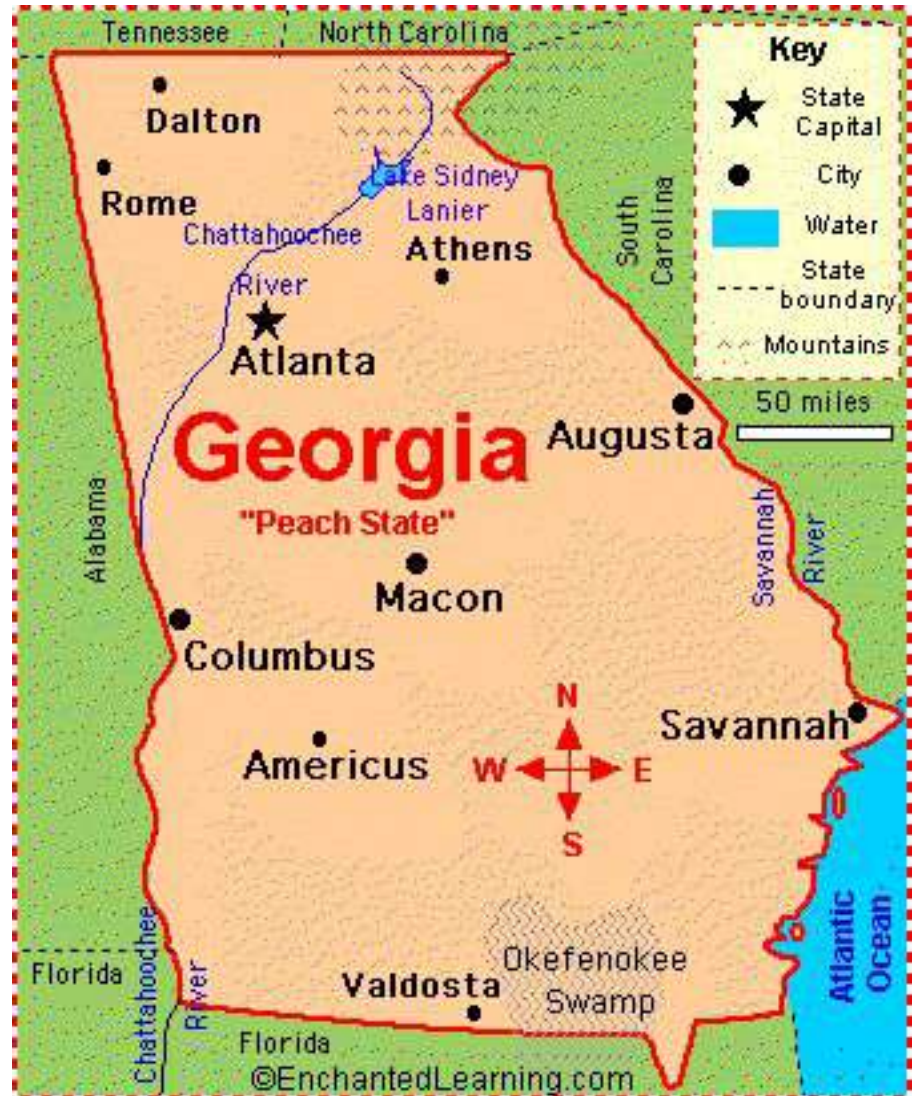 Tennessee
North Carolina
Key
State
Capital
City
Water
State
boundary
Mountains
50 miles
Dalton
Rome
Lake Sidney
Lanier
Chattahoochee
River
Athens
Atlanta
South
Carolina
Augusta
Georgia
"Peach State"
Alabama
Savannah
River
Macon
Columbus
Americus
N
W
E
S
Savannah
Atlantic
Ocean
Okefenokee
Swamp
Valdosta
Florida
Chattahoodhee
River
Florida
©EnchantedLearning.com